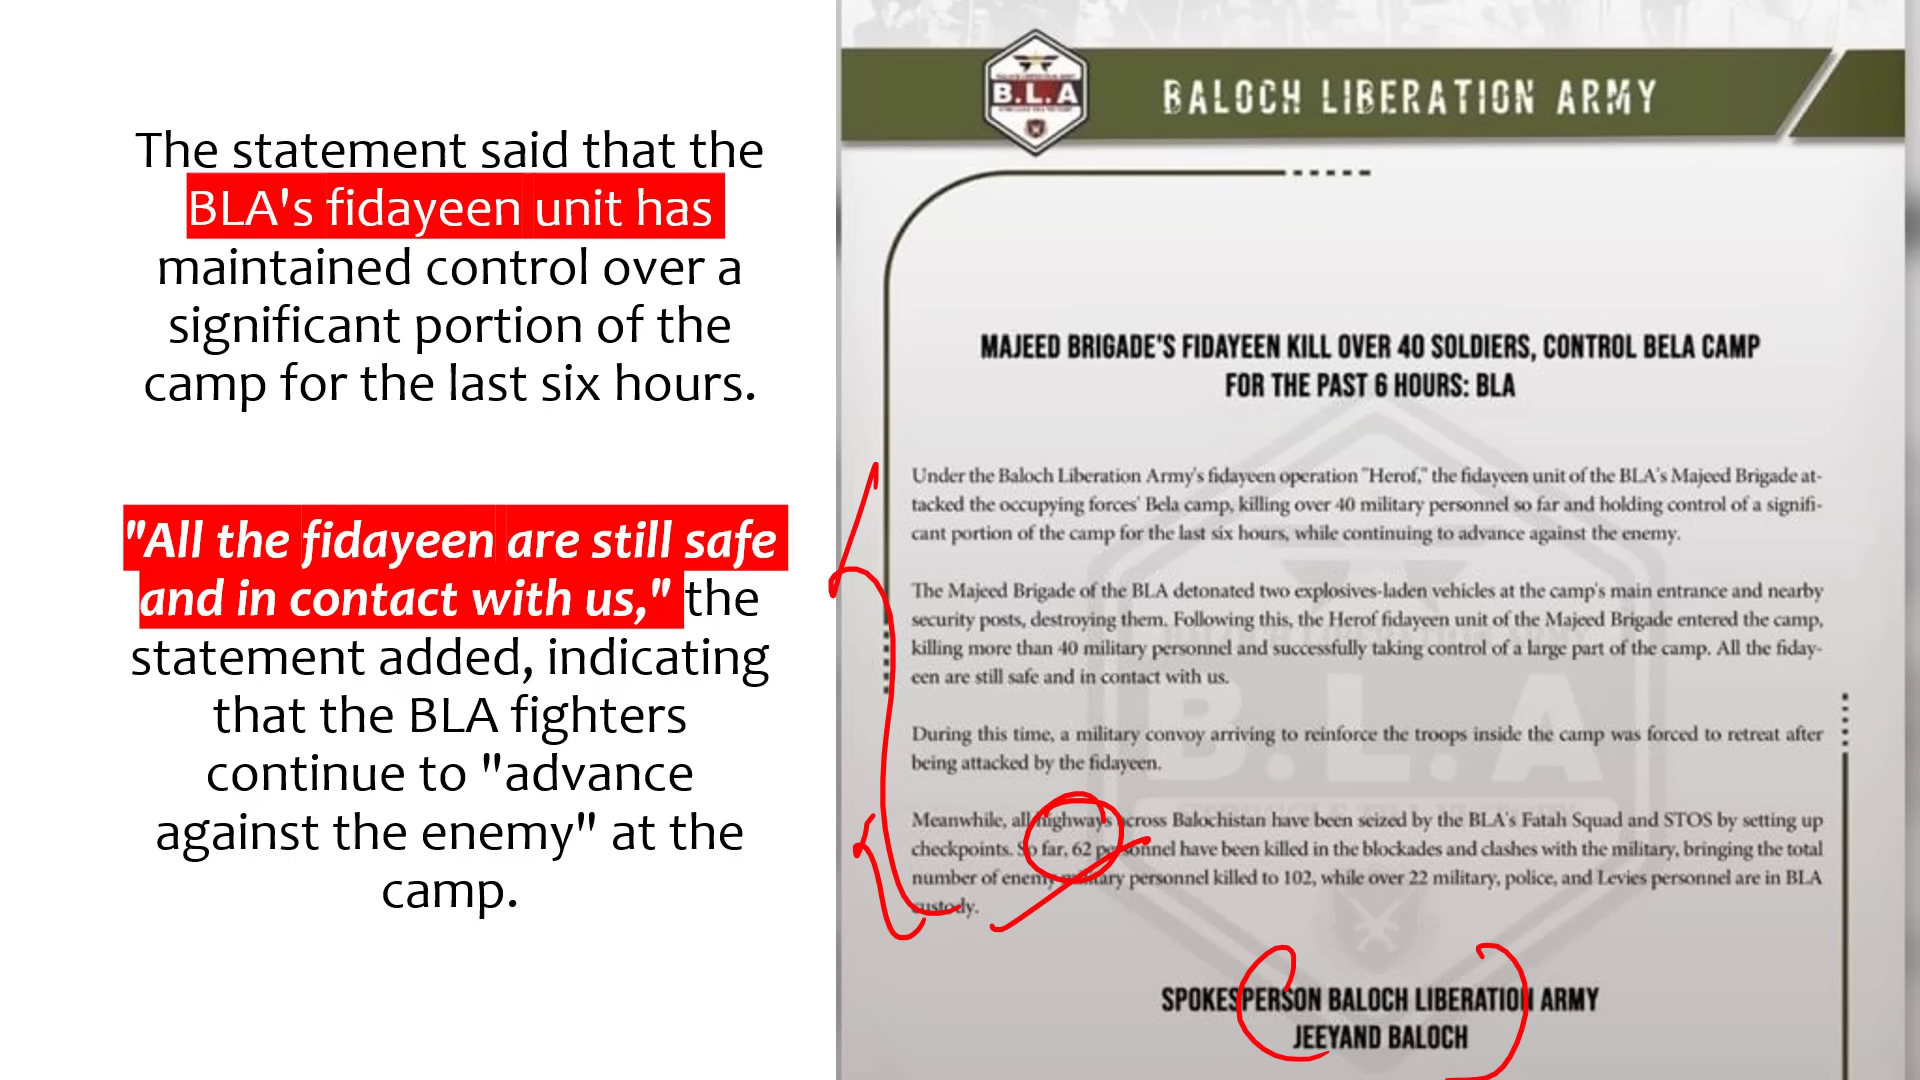 The statement said that the
BLA's fidayeen unit has
maintained control over a
significant portion of the
camp for the last six hours.
"All the fidayeen are still safe
and in contact with us," the
statement added, indicating
that the BLA fighters
continue to "advance
against the enemy" at the
camp.
B.L.A
BALOCH LIBERATION ARMY
MAJEED BRIGADE'S FIDAYEEN KILL OVER 40 SOLDIERS, CONTROL BELA CAMP
FOR THE PAST 6 HOURS: BLA
Under the Baloch Liberation Army's fidayeen operation "Herof," the fidayeen unit of the BLA's Majeed Brigade at-
tacked the occupying forces' Bela camp, killing over 40 military personnel so far and holding control of a signifi-
cant portion of the camp for the last six hours, while continuing to advance against the enemy.
The Majeed Brigade of the BLA detonated two explosives-laden vehicles at the camp's main entrance and nearby
security posts, destroying them. Following this, the Herof fidayeen unit of the Majeed Brigade entered the camp,
killing more than 40 military personnel and successfully taking control of a large part of the camp. All the fiday-
een are still safe and in contact with us.
During this time, a military convoy arriving to reinforce the troops inside the camp was forced to retreat after
being attacked by the fidayeen.
Meanwhile, all highways across Balochistan have been seized by the BLA's Fatah Squad and STOS by setting up
checkpoints. So far, 62 personnel have been killed in the blockades and clashes with the military, bringing the total
number of enemy military personnel killed to 102, while over 22 military, police, and Levies personnel are in BLA
custody.
B.L.A
SPOKESPERSON BALOCH LIBERATION ARMY
JEEYAND BALOCH